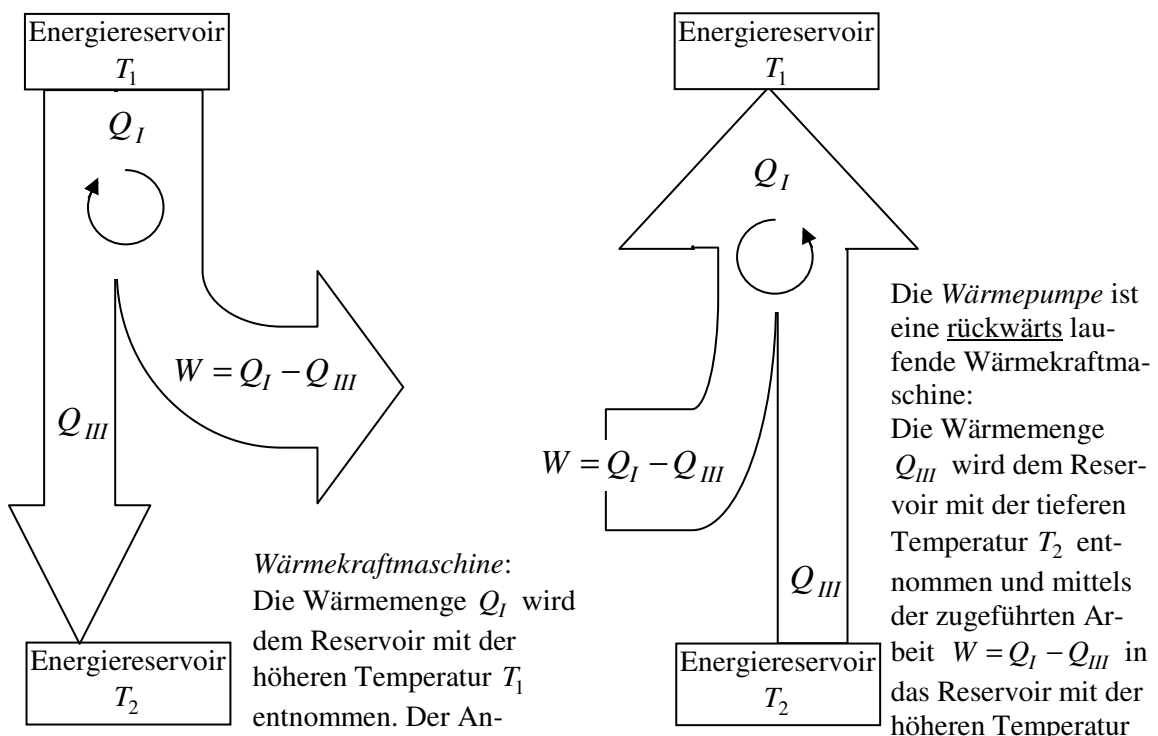 Energiereservoir
T₁
Q_I
W = Q_I − Q_III
Q_III
Energiereservoir
T₂
Wärmekraftmaschine:
Die Wärmemenge Q_I wird
dem Reservoir mit der
höheren Temperatur T₁
entnommen. Der An-
Energiereservoir
T₁
Q_I
W = Q_I − Q_III
Q_III
Energiereservoir
T₂
Die Wärmepumpe ist
eine rückwärts lau-
fende Wärmekraftma-
schine:
Die Wärmemenge
Q_III wird dem Reser-
voir mit der tieferen
Temperatur T₂ ent-
nommen und mittels
der zugeführten Ar-
beit W = Q_I − Q_III in
das Reservoir mit der
höheren Temperatur